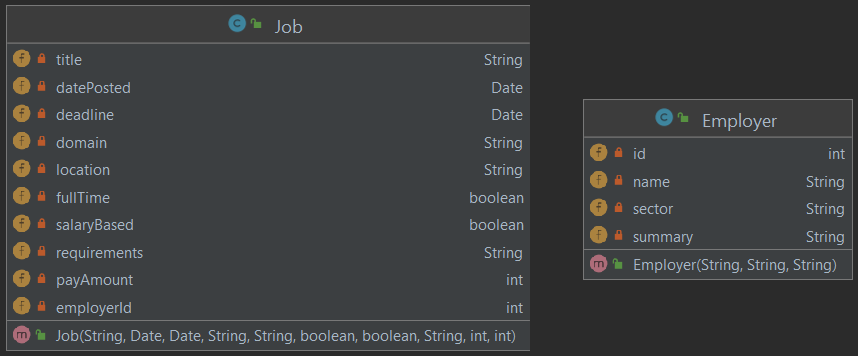 Job
title String
datePosted Date
deadline Date
domain String
location String
fullTime boolean
salaryBased boolean
requirements String
payAmount int
employerId int
Job(String, Date, Date, String, String, boolean, boolean, String, int, int)
Employer
id int
name String
sector String
summary String
Employer(String, String, String)